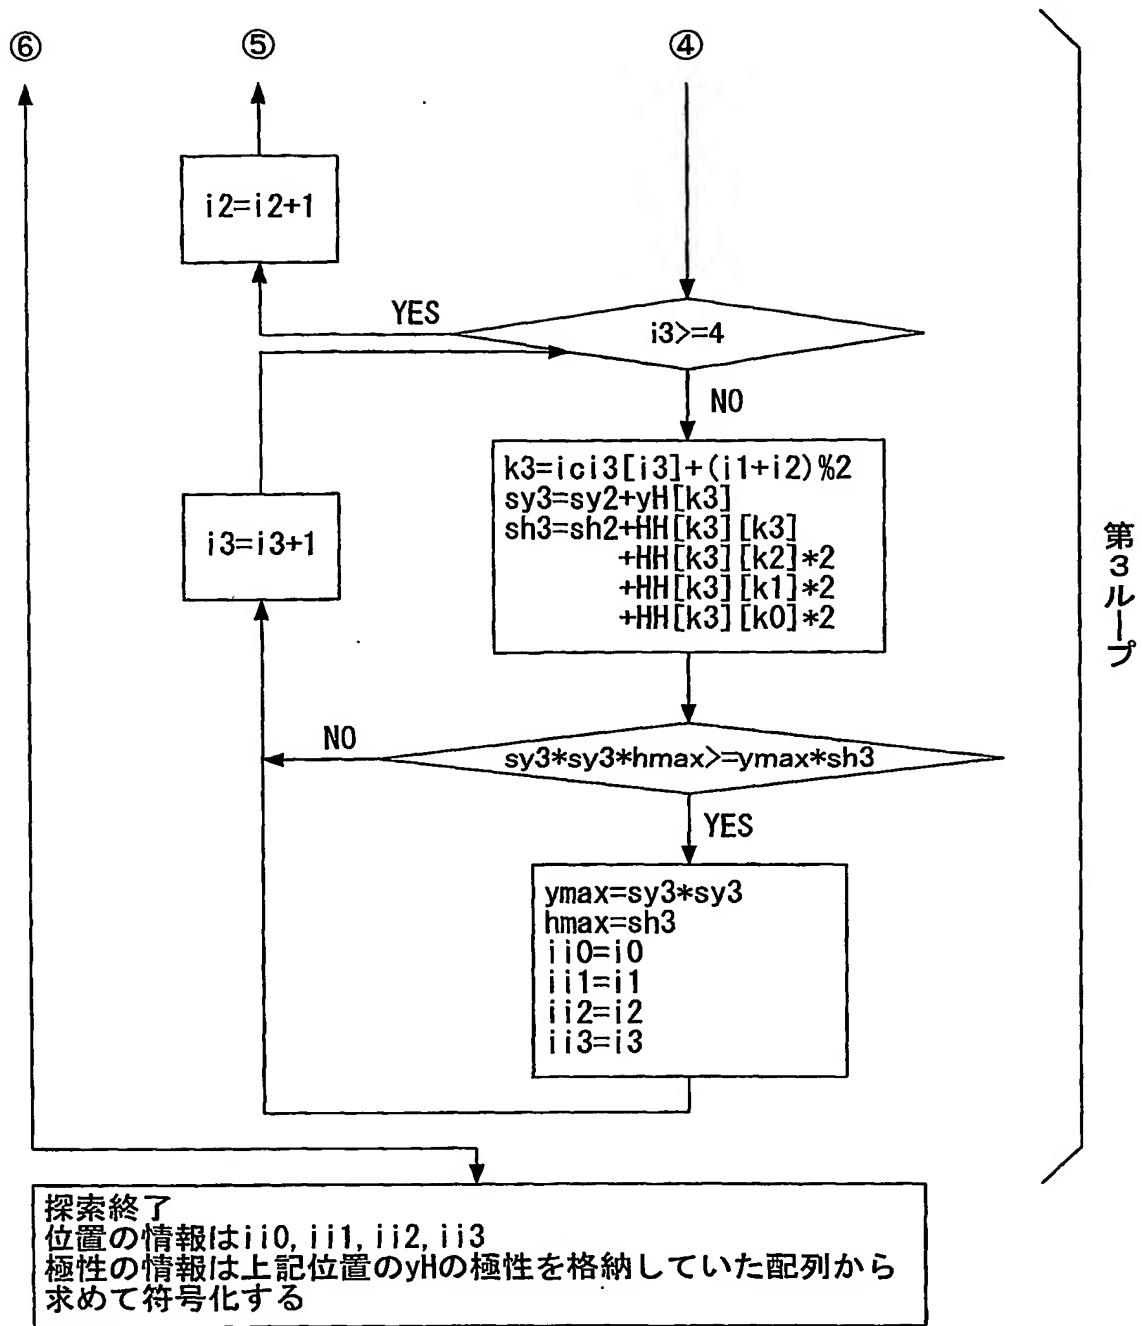 ⑥
⑤
④
i2=i2+1
YES
i3>=4
NO
k3=ici3[i3]+(i1+i2)%2
sy3=sy2+yH[k3]
sh3=sh2+HH[k3][k3]
+HH[k3][k2]*2
+HH[k3][k1]*2
+HH[k3][k0]*2
i3=i3+1
第3ループ
NO
sy3*sy3*hmax>=ymax*sh3
YES
ymax=sy3*sy3
hmax=sh3
ii0=i0
ii1=i1
ii2=i2
ii3=i3
探索終了
位置の情報はii0,ii1,ii2,ii3
極性の情報は上記位置のyHの極性を格納していた配列から
求めて符号化する